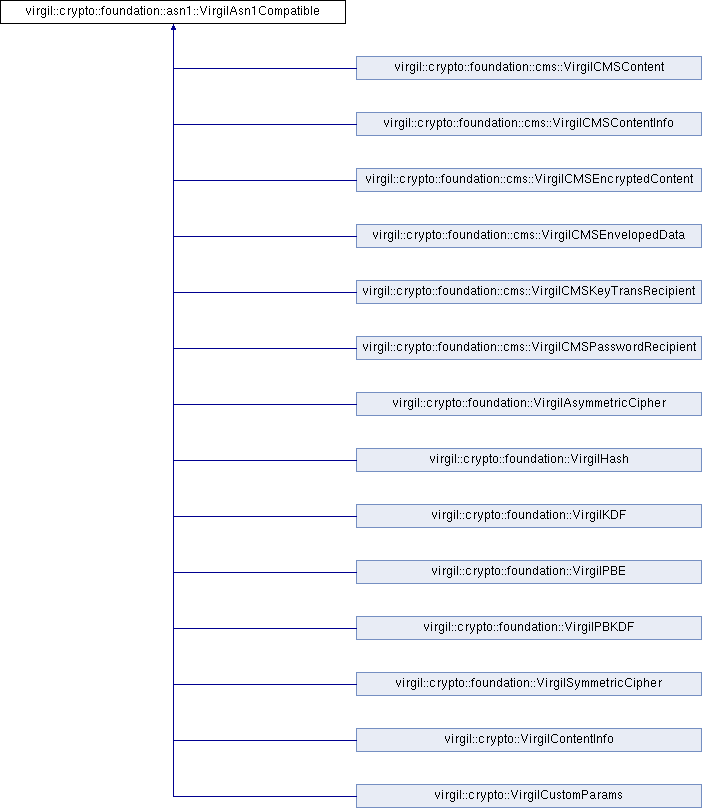 virgil::crypto::foundation::asn1::VirgilAsn1Compatible
virgil::crypto::foundation::cms::VirgilCMSContent
virgil::crypto::foundation::cms::VirgilCMSContentInfo
virgil::crypto::foundation::cms::VirgilCMSEncryptedContent
virgil::crypto::foundation::cms::VirgilCMSEnvelopedData
virgil::crypto::foundation::cms::VirgilCMSKeyTransRecipient
virgil::crypto::foundation::cms::VirgilCMSPasswordRecipient
virgil::crypto::foundation::VirgilAsymmetricCipher
virgil::crypto::foundation::VirgilHash
virgil::crypto::foundation::VirgilKDF
virgil::crypto::foundation::VirgilPBE
virgil::crypto::foundation::VirgilPBKDF
virgil::crypto::foundation::VirgilSymmetricCipher
virgil::crypto::VirgilContentInfo
virgil::crypto::VirgilCustomParams